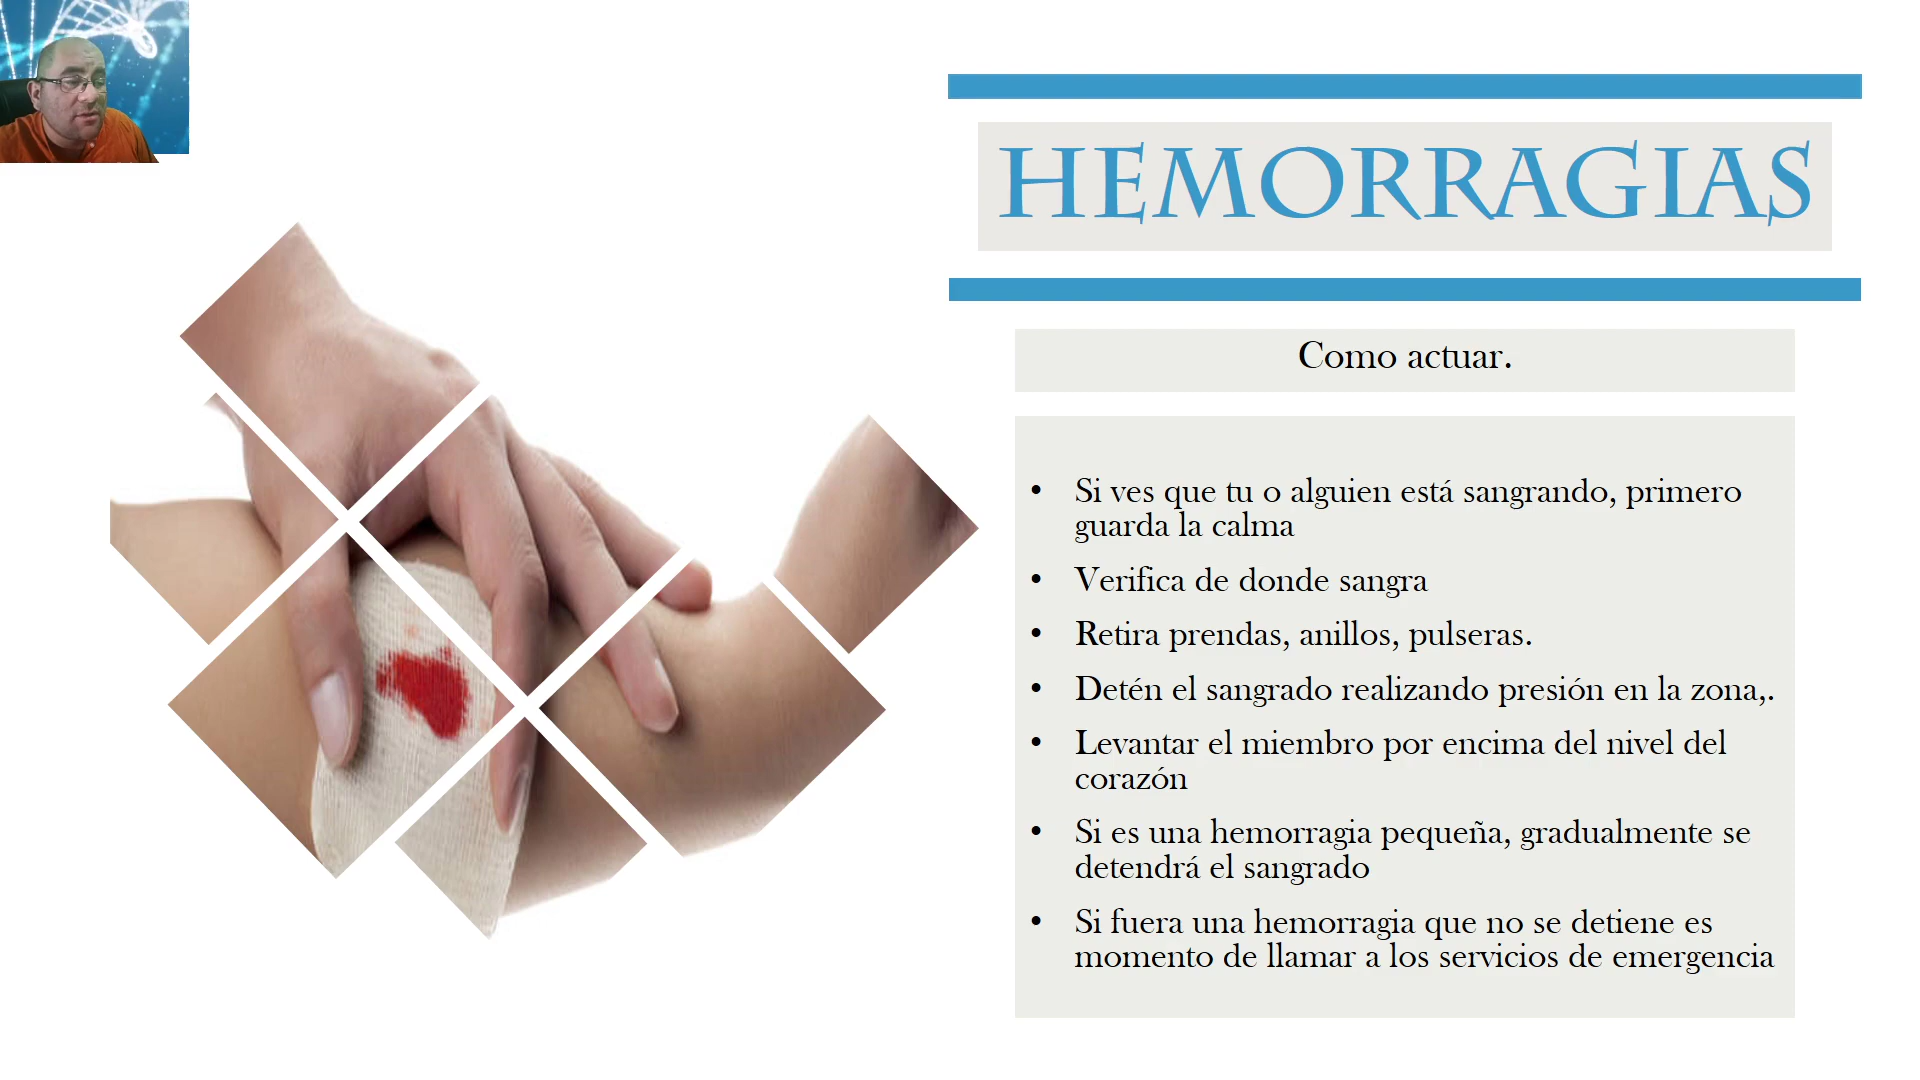 HEMORRAGIAS
Como actuar.
• Si ves que tu o alguien está sangrando, primero
guarda la calma
• Verifica de donde sangra
• Retira prendas, anillos, pulseras.
• Detén el sangrado realizando presión en la zona,.
• Levantar el miembro por encima del nivel del
corazón
• Si es una hemorragia pequeña, gradualmente se
detendrá el sangrado
• Si fuera una hemorragia que no se detiene es
momento de llamar a los servicios de emergencia